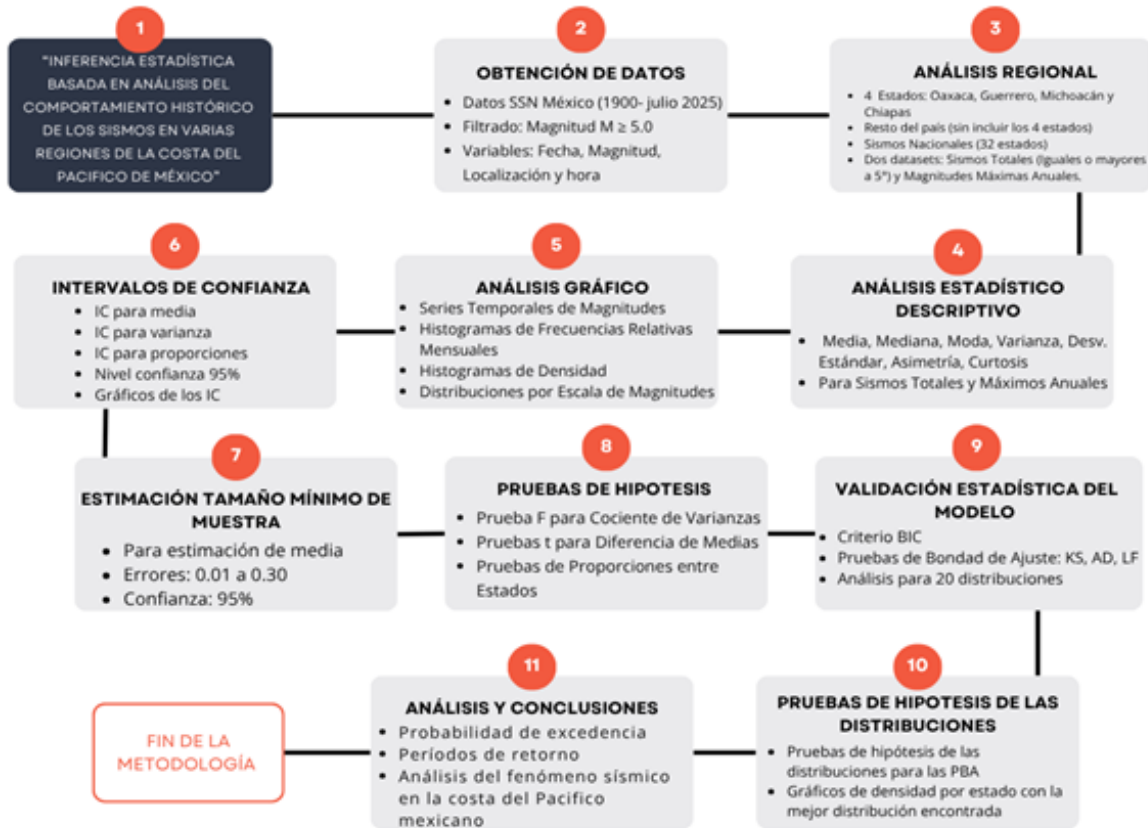 1
"INFERENCIA ESTADÍSTICA
BASADA EN ANÁLISIS DEL
COMPORTAMIENTO HISTÓRICO
DE LOS SISMOS EN VARIAS
REGIONES DE LA COSTA DEL
PACIFICO DE MÉXICO"
2
OBTENCIÓN DE DATOS
• Datos SSN México (1900- julio 2025)
• Filtrado: Magnitud M ≥ 5.0
• Variables: Fecha, Magnitud,
Localización y hora
3
ANÁLISIS REGIONAL
• 4 Estados: Oaxaca, Guerrero, Michoacán y
Chiapas
• Resto del país (sin incluir los 4 estados)
• Sismos Nacionales (32 estados)
• Dos datasets: Sismos Totales (Iguales o mayores
a 5°) y Magnitudes Máximas Anuales.
4
ANÁLISIS ESTADÍSTICO
DESCRIPTIVO
• Media, Mediana, Moda, Varianza, Desv.
Estándar, Asimetría, Curtosis
• Para Sismos Totales y Máximos Anuales
5
ANÁLISIS GRÁFICO
• Series Temporales de Magnitudes
• Histogramas de Frecuencias Relativas
Mensuales
• Histogramas de Densidad
• Distribuciones por Escala de Magnitudes
6
INTERVALOS DE CONFIANZA
• IC para media
• IC para varianza
• IC para proporciones
• Nivel confianza 95%
• Gráficos de los IC
7
ESTIMACIÓN TAMAÑO MÍNIMO DE
MUESTRA
• Para estimación de media
• Errores: 0.01 a 0.30
• Confianza: 95%
8
PRUEBAS DE HIPOTESIS
• Prueba F para Cociente de Varianzas
• Pruebas t para Diferencia de Medias
• Pruebas de Proporciones entre
Estados
9
VALIDACIÓN ESTADÍSTICA DEL
MODELO
• Criterio BIC
• Pruebas de Bondad de Ajuste: KS, AD, LF
• Análisis para 20 distribuciones
10
PRUEBAS DE HIPOTESIS DE LAS
DISTRIBUCIONES
• Pruebas de hipótesis de las
distribuciones para las PBA
• Gráficos de densidad por estado con la
mejor distribución encontrada
11
ANÁLISIS Y CONCLUSIONES
• Probabilidad de excedencia
• Períodos de retorno
• Análisis del fenómeno sísmico
en la costa del Pacifico
mexicano
FIN DE LA
METODOLOGÍA